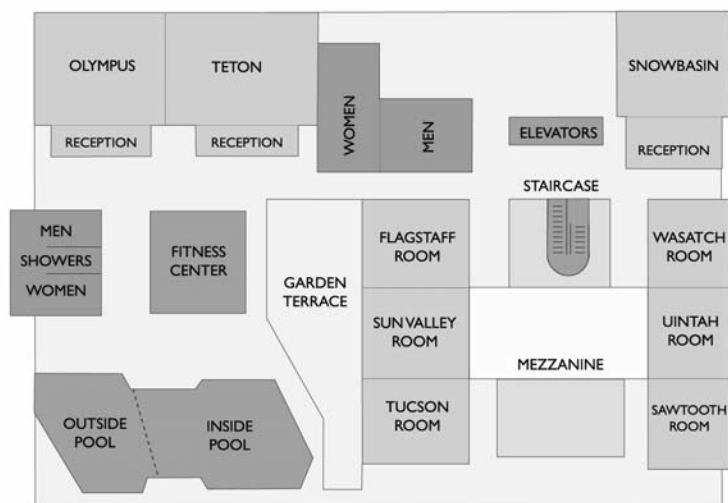 OLYMPUS
TETON
SNOWBASIN
RECEPTION
RECEPTION
RECEPTION
WOMEN
MEN
ELEVATORS
STAIRCASE
MEN
SHOWERS
WOMEN
FITNESS
CENTER
GARDEN
TERRACE
FLAGSTAFF
ROOM
WASATCH
ROOM
SUN VALLEY
ROOM
MEZZANINE
UINTAH
ROOM
OUTSIDE
POOL
INSIDE
POOL
TUCSON
ROOM
SAWTOOTH
ROOM